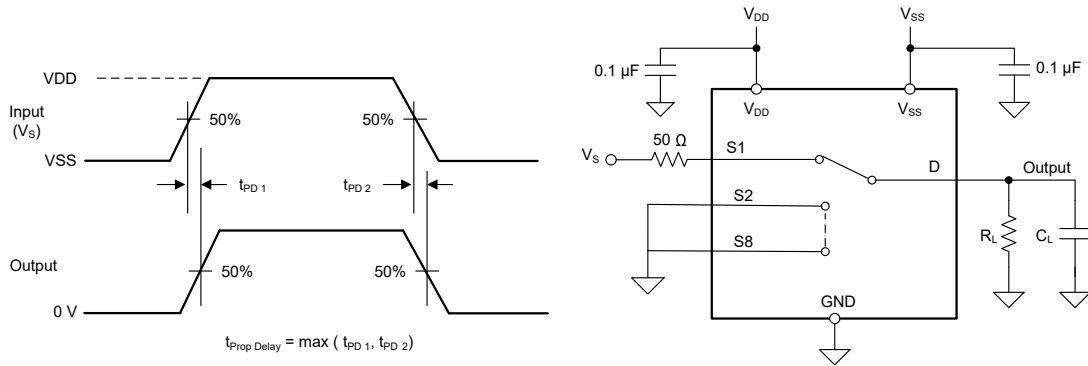 VDD
Input
(VS)
VSS
50%
50%
tPD 1
tPD 2
Output
0 V
50%
50%
tProp Delay = max ( tPD 1, tPD 2)
VDD
VSS
0.1 µF
0.1 µF
VDD
VSS
VS
50 Ω
S1
S2
S8
D
Output
RL
CL
GND